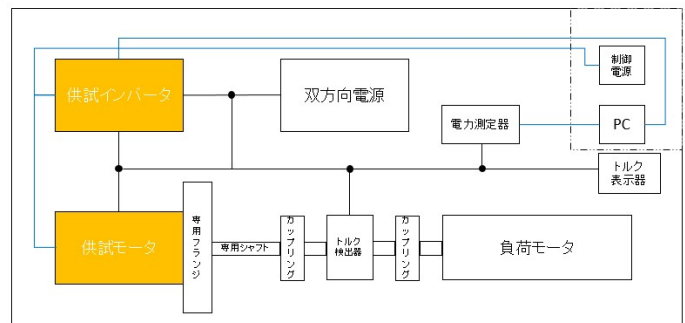 制御
電源
供試インバータ
双方向電源
電力測定器
PC
トルク
表示器
供試モータ
専用フランジ
専用シャフト
カップリング
トルク
検出器
カップリング
負荷モータ